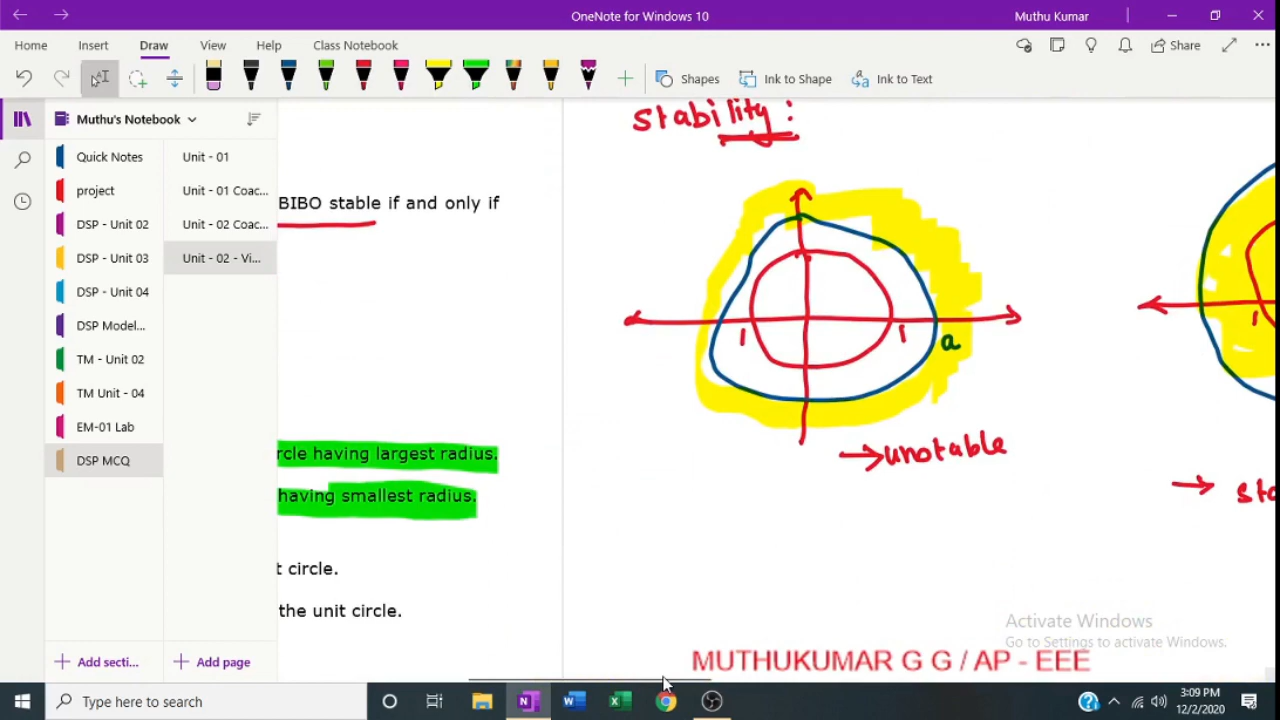 OneNote for Windows 10
Muthu Kumar
Home
Insert
Draw
View
Help
Class Notebook
Share
Shapes
Ink to Shape
Ink to Text
Muthu's Notebook
Quick Notes
project
DSP - Unit 02
DSP - Unit 03
DSP - Unit 04
DSP Model...
TM - Unit 02
TM Unit - 04
EM-01 Lab
DSP MCQ
Unit - 01
Unit - 01 Coac...
Unit - 02 Coac...
Unit - 02 - Vi...
Add secti...
Add page
BIBO stable if and only if
rcle having largest radius.
having smallest radius.
t circle.
the unit circle.
stability :
1
1
a
→ unstable
1
→ sta
Activate Windows
Go to Settings to activate Windows.
MUTHUKUMAR G G / AP - EEE
Type here to search
3:09 PM
12/2/2020